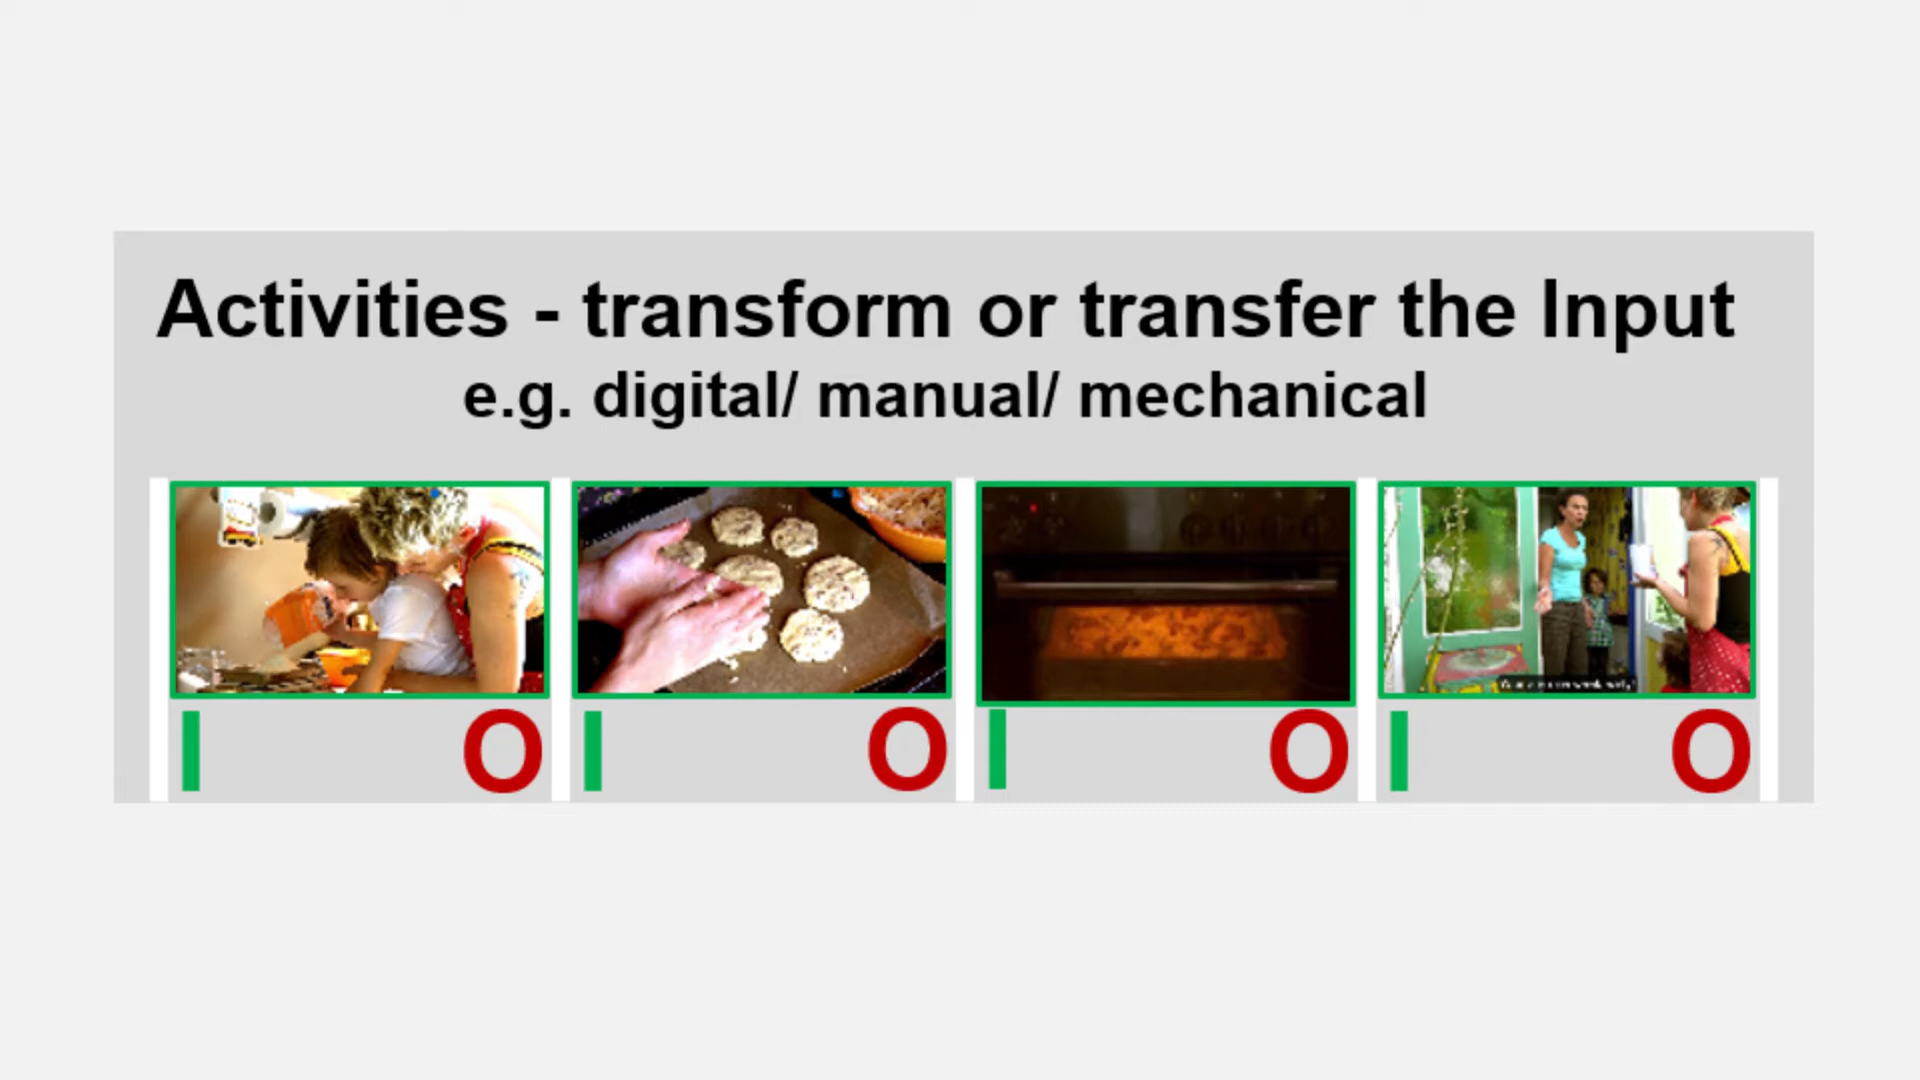 Activities - transform or transfer the Input
e.g. digital/ manual/ mechanical
I O I O I O I O